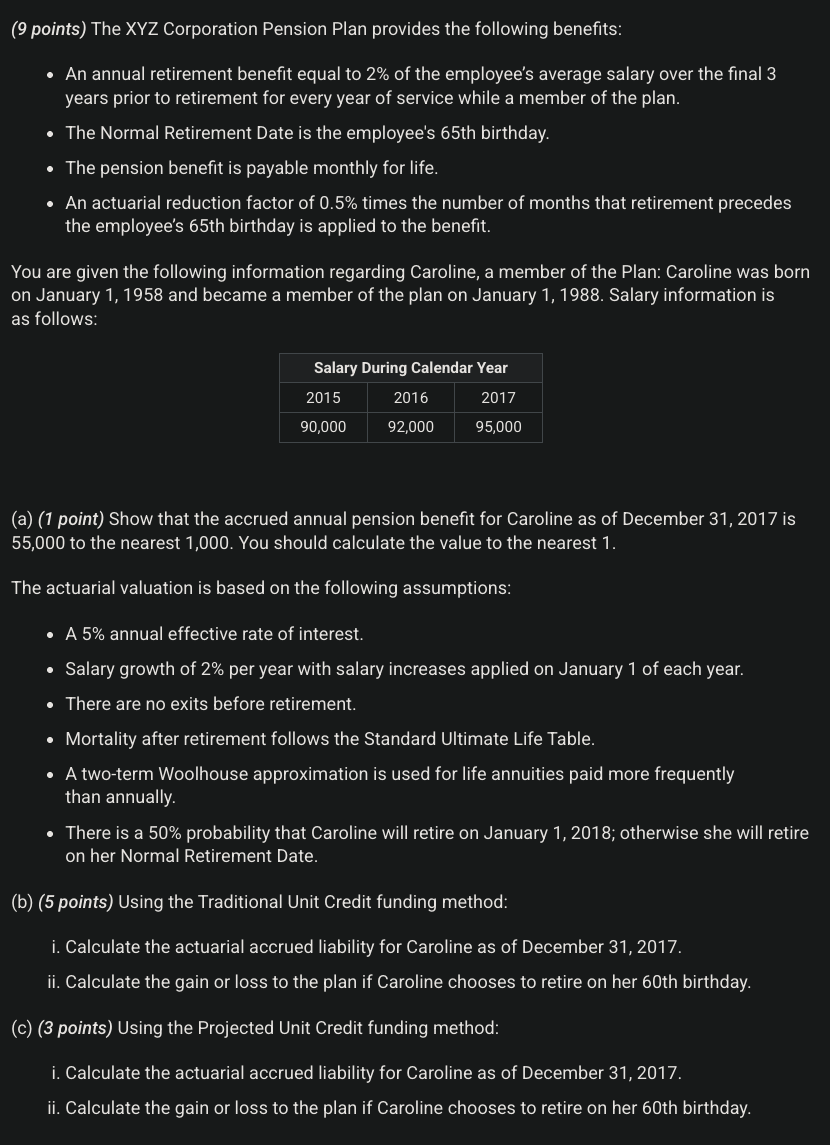 (9 points) The XYZ Corporation Pension Plan provides the following benefits:
• An annual retirement benefit equal to 2% of the employee’s average salary over the final 3
years prior to retirement for every year of service while a member of the plan.
• The Normal Retirement Date is the employee's 65th birthday.
• The pension benefit is payable monthly for life.
• An actuarial reduction factor of 0.5% times the number of months that retirement precedes
the employee’s 65th birthday is applied to the benefit.
You are given the following information regarding Caroline, a member of the Plan: Caroline was born
on January 1, 1958 and became a member of the plan on January 1, 1988. Salary information is
as follows:
Salary During Calendar Year
2015 2016 2017
90,000 92,000 95,000
(a) (1 point) Show that the accrued annual pension benefit for Caroline as of December 31, 2017 is
55,000 to the nearest 1,000. You should calculate the value to the nearest 1.
The actuarial valuation is based on the following assumptions:
• A 5% annual effective rate of interest.
• Salary growth of 2% per year with salary increases applied on January 1 of each year.
• There are no exits before retirement.
• Mortality after retirement follows the Standard Ultimate Life Table.
• A two-term Woolhouse approximation is used for life annuities paid more frequently
than annually.
• There is a 50% probability that Caroline will retire on January 1, 2018; otherwise she will retire
on her Normal Retirement Date.
(b) (5 points) Using the Traditional Unit Credit funding method:
i. Calculate the actuarial accrued liability for Caroline as of December 31, 2017.
ii. Calculate the gain or loss to the plan if Caroline chooses to retire on her 60th birthday.
(c) (3 points) Using the Projected Unit Credit funding method:
i. Calculate the actuarial accrued liability for Caroline as of December 31, 2017.
ii. Calculate the gain or loss to the plan if Caroline chooses to retire on her 60th birthday.